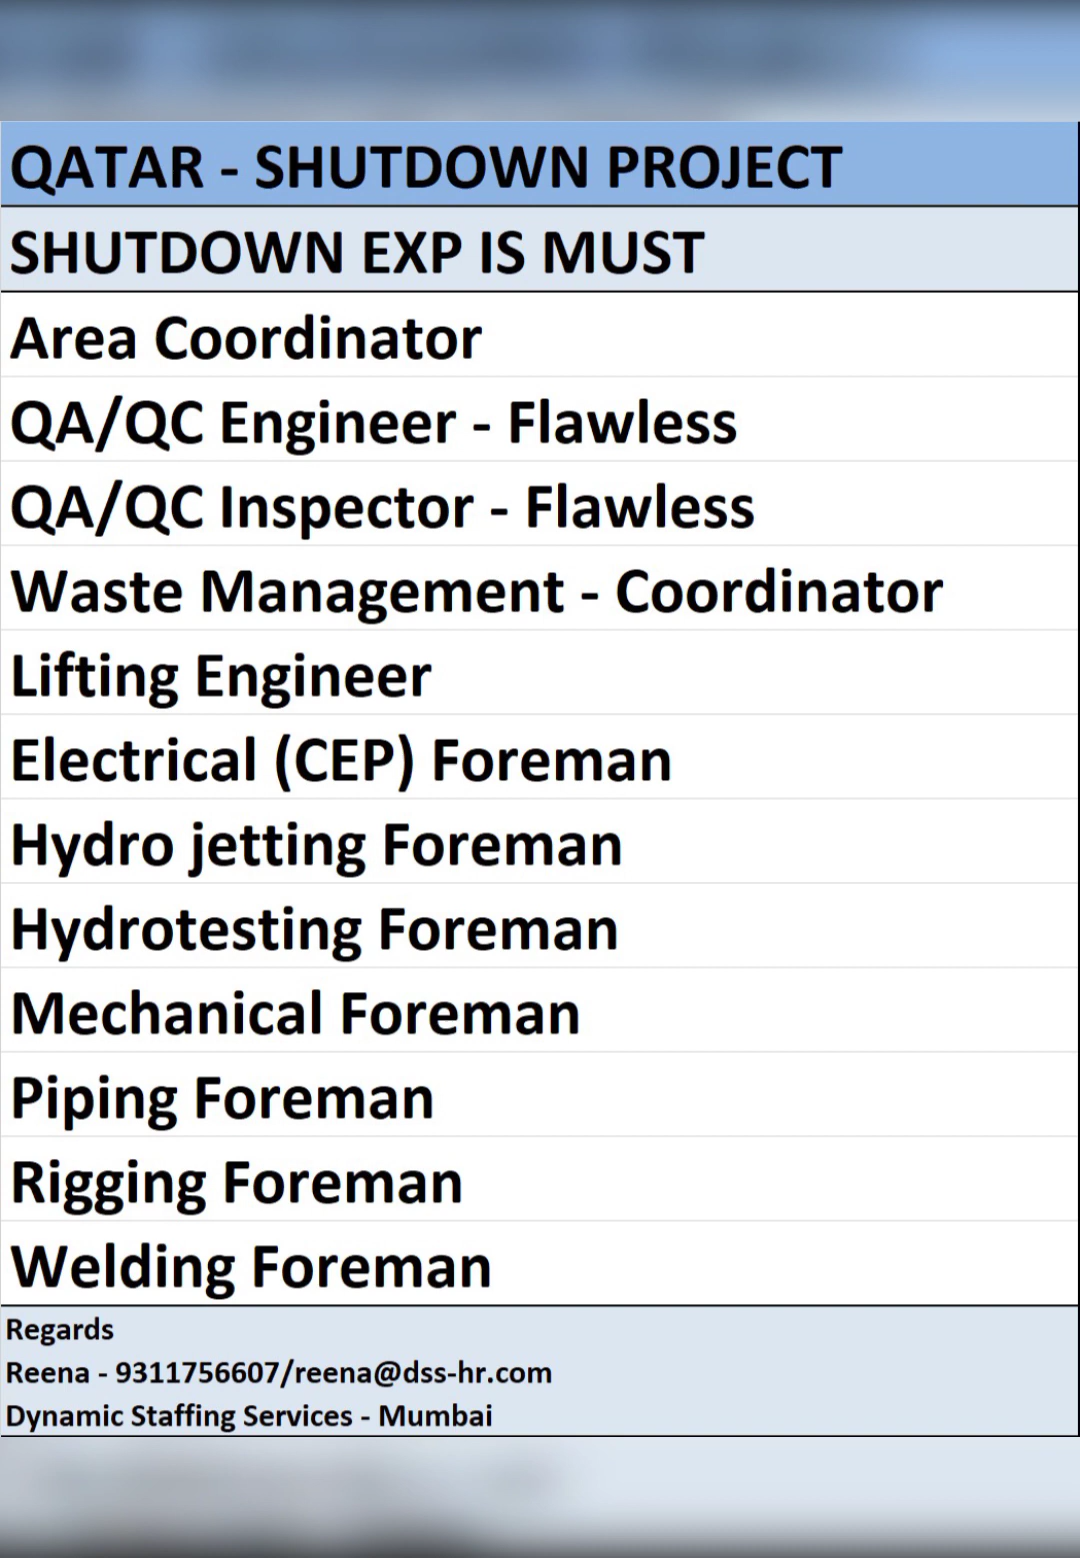 QATAR - SHUTDOWN PROJECT
SHUTDOWN EXP IS MUST
Area Coordinator
QA/QC Engineer - Flawless
QA/QC Inspector - Flawless
Waste Management - Coordinator
Lifting Engineer
Electrical (CEP) Foreman
Hydro jetting Foreman
Hydrotesting Foreman
Mechanical Foreman
Piping Foreman
Rigging Foreman
Welding Foreman
Regards
Reena - 9311756607/reena@dss-hr.com
Dynamic Staffing Services - Mumbai